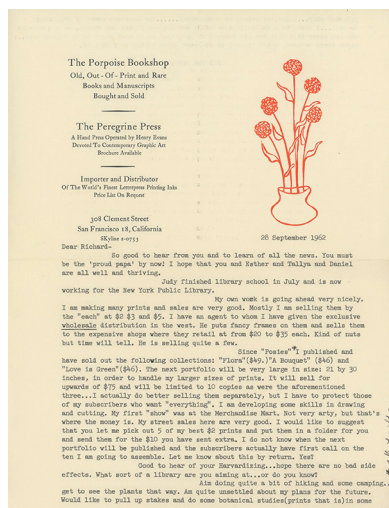 The Porpoise Bookshop
Old, Out - Of - Print and Rare
Books and Manuscripts
Bought and Sold
The Peregrine Press
A Hand Press Operated by Henry Evans
Devoted To Contemporary Graphic Art
Brochure Available
Importer and Distributor
Of The World's Finest Letterpress Printing Inks
Price List On Request
308 Clement Street
San Francisco 18, California
SKyline 2-0753
28 September 1962
Dear Richard-
So good to hear from you and to learn of all the news. You must
be the 'proud papa' by now! I hope that you and Esther and Tallya and Daniel
are all well and thriving.
Judy finished library school in July and is now
working for the New York Public Library.
My own work is going ahead very nicely.
I am making many prints and sales are very good. Mostly I am selling them by
the "each" at $2 $3 and $5. I have an agent to whom I have given the exclusive
wholesale distribution in the west. He puts fancy frames on them and sells them
to the expensive shops where they retail at from $20 to $35 each. Kind of nuts
but time will tell. He is selling quite a few.
Since "Posies" I published and
have sold out the following collections: "Flora"($49.)"A Bouquet" ($46) and
"Love is Green"($46). The next portfolio will be very large in size: 21 by 30
inches, in order to handle my larger sizes of prints. It will sell for
upwards of $75 and will be limited to 10 copies as were the aforementioned
three...I actually do better selling them separately, but I have to protect those
of my subscribers who want "everything". I am developing some skills in drawing
and cutting. My first "show" was at the Merchandise Mart. Not very arty, but that's
where the money is. My street sales here are very good. I would like to suggest
that you let me pick out 5 of my best $2 prints and put them in a folder for you
and send them for the $10 you have sent extra. I do not know when the next
portfolio will be published and the subscribers actually have first call on the
ten I am going to assemble. Let me know about this by return. Yes?
Good to hear of your Harvardizing...hope there are no bad side
effects. What sort of a library are you aiming at...or do you know?
Am doing quite a bit of hiking and some camping..
get to see the plants that way. Am quite unsettled about my plans for the future.
Would like to pull up stakes and do some botanical studies(prints that is)in some